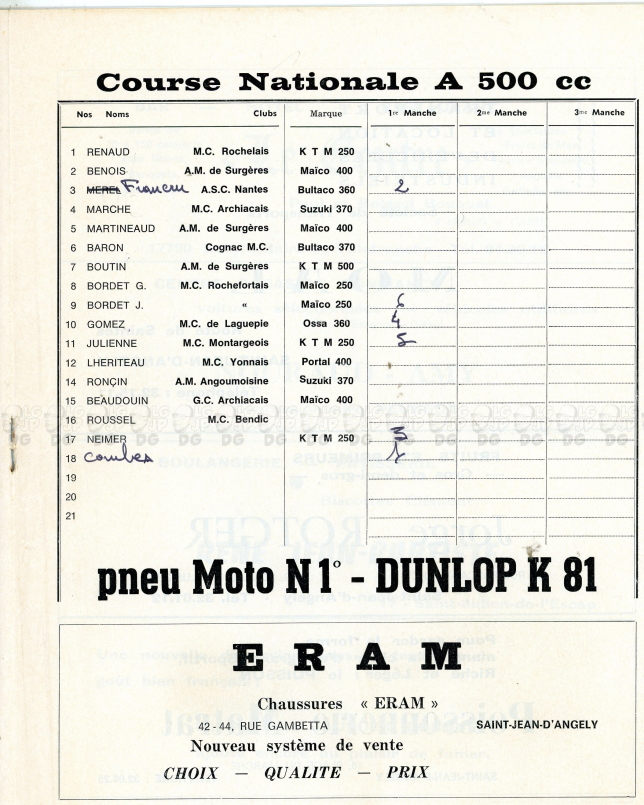 Course Nationale A 500 cc
Nos Noms Clubs Marque 1re Manche 2me Manche 3me Manche
1 RENAUD M.C. Rochelais K T M 250
2 BENOIS A.M. de Surgères Maïco 400
3 MEREL A.S.C. Nantes Bultaco 360 2
4 MARCHE M.C. Archiacais Suzuki 370
5 MARTINEAUD A.M. de Surgères Maïco 400
6 BARON Cognac M.C. Bultaco 370
7 BOUTIN A.M. de Surgères K T M 500
8 BORDET G. M.C. Rochefortais Maïco 250
9 BORDET J. “ Maïco 250 6
10 GOMEZ M.C. de Laguepie Ossa 360 4
11 JULIENNE M.C. Montargeois K T M 250 5
12 LHERITEAU M.C. Yonnais Portal 400
14 RONÇIN A.M. Angoumoisine Suzuki 370
15 BEAUDOUIN G.C. Archiacais Maïco 400
16 ROUSSEL M.C. Bendic
17 NEIMER K T M 250 3
18 combes 1
19
20
21
pneu Moto N 1° - DUNLOP K 81
ERAM
Chaussures « ERAM »
42 - 44, RUE GAMBETTA SAINT-JEAN-D'ANGELY
Nouveau système de vente
CHOIX — QUALITE — PRIX